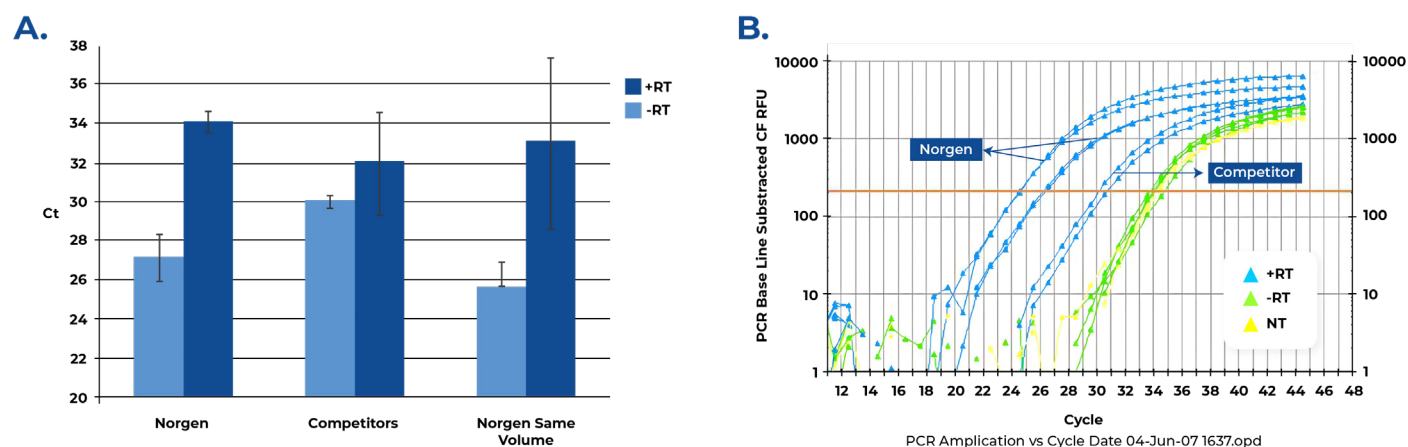 A.
38
36
34
32
30
28
26
24
22
20
Ct
+RT
-RT
Norgen
Competitors
Norgen Same
Volume
B.
PCR Base Line Substracted CF RFU
10000
1000
100
10
1
10000
1000
100
10
1
Norgen
Competitor
+RT
-RT
NT
12 14 16 18 20 22 24 26 28 30 32 34 36 38 40 42 44 46 48
Cycle
PCR Amplication vs Cycle Date 04-Jun-07 1637.opd